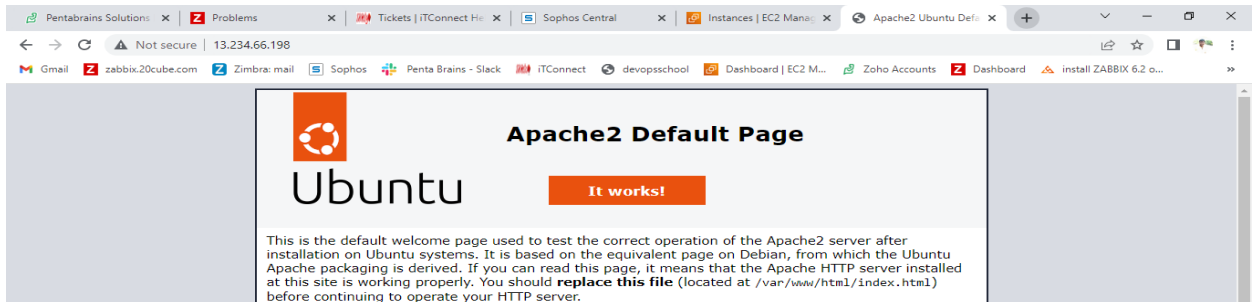 Pentabrains Solutions Problems Tickets | iTConnect He Sophos Central Instances | EC2 Manag Apache2 Ubuntu Defa
Not secure 13.234.66.198
Gmail zabbix.20cube.com Zimbra: mail Sophos Penta Brains - Slack iTConnect devopsschool Dashboard | EC2 M... Zoho Accounts Dashboard install ZABBIX 6.2 o...
Apache2 Default Page
Ubuntu
It works!
This is the default welcome page used to test the correct operation of the Apache2 server after
installation on Ubuntu systems. It is based on the equivalent page on Debian, from which the Ubuntu
Apache packaging is derived. If you can read this page, it means that the Apache HTTP server installed
at this site is working properly. You should replace this file (located at /var/www/html/index.html)
before continuing to operate your HTTP server.